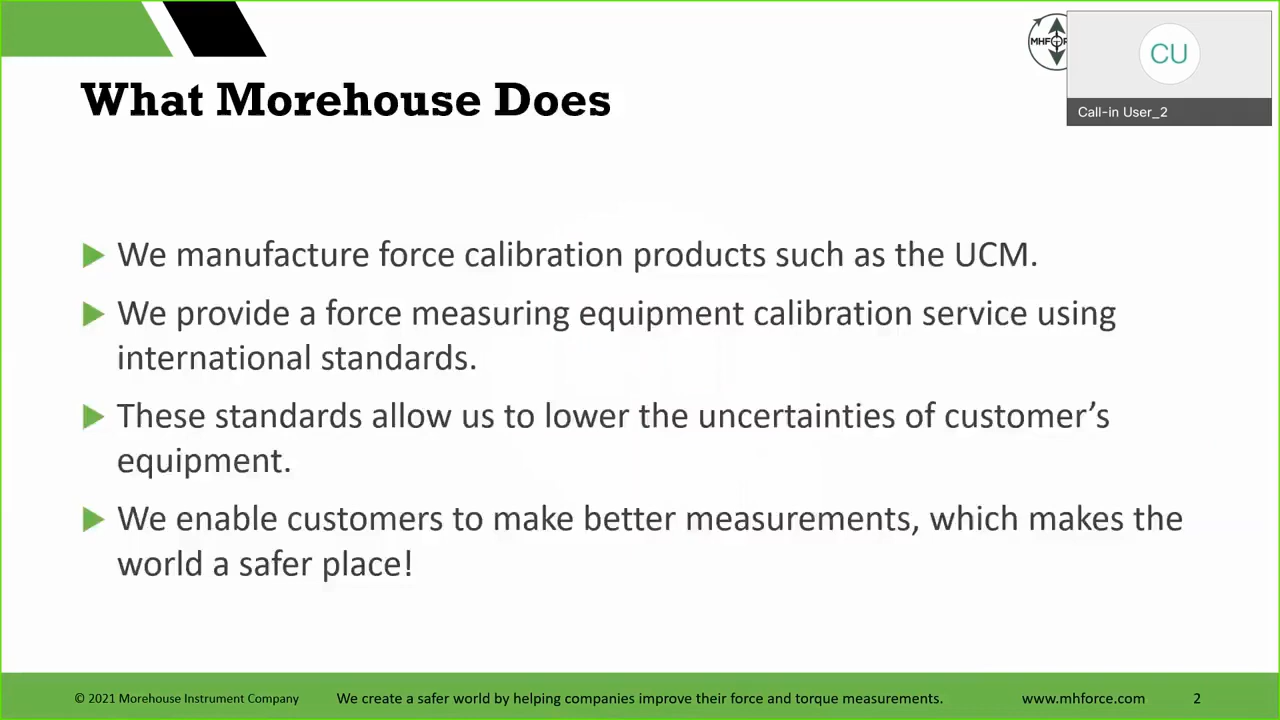 MHFOR
CU
Call-in User_2
What Morehouse Does
We manufacture force calibration products such as the UCM.
We provide a force measuring equipment calibration service using
international standards.
These standards allow us to lower the uncertainties of customer’s
equipment.
We enable customers to make better measurements, which makes the
world a safer place!
© 2021 Morehouse Instrument Company
We create a safer world by helping companies improve their force and torque measurements.
www.mhforce.com
2